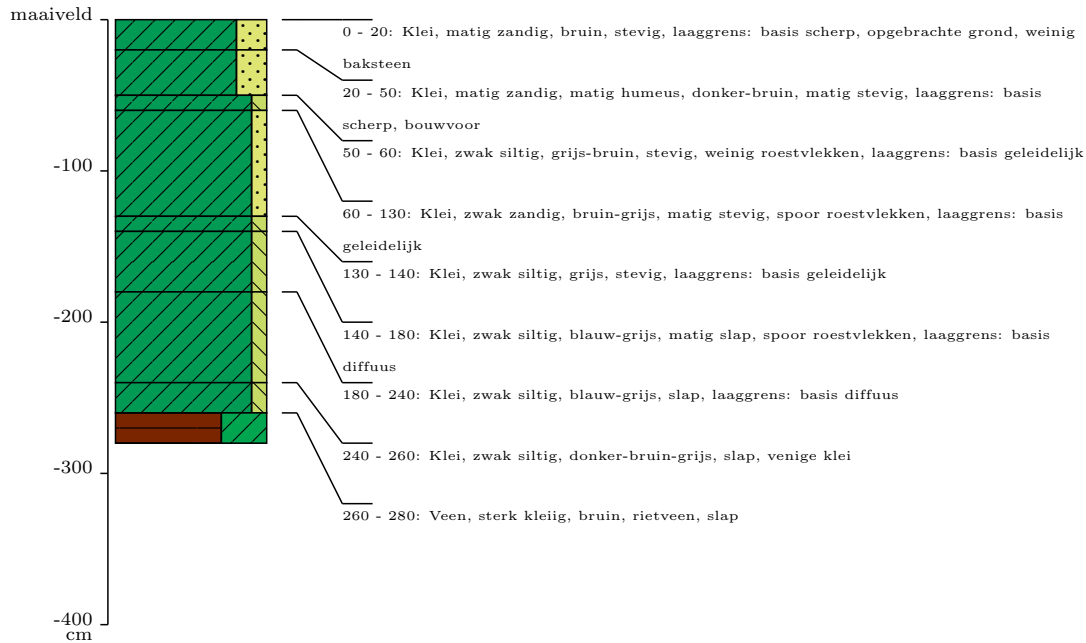 maaiveld
0 - 20: Klei, matig zandig, bruin, stevig, laaggrens: basis scherp, opgebrachte grond, weinig
baksteen
20 - 50: Klei, matig zandig, matig humeus, donker-bruin, matig stevig, laaggrens: basis
scherp, bouwvoor
50 - 60: Klei, zwak siltig, grijs-bruin, stevig, weinig roestvlekken, laaggrens: basis geleidelijk
-100
60 - 130: Klei, zwak zandig, bruin-grijs, matig stevig, spoor roestvlekken, laaggrens: basis
geleidelijk
130 - 140: Klei, zwak siltig, grijs, stevig, laaggrens: basis geleidelijk
-200
140 - 180: Klei, zwak siltig, blauw-grijs, matig slap, spoor roestvlekken, laaggrens: basis
diffuus
180 - 240: Klei, zwak siltig, blauw-grijs, slap, laaggrens: basis diffuus
240 - 260: Klei, zwak siltig, donker-bruin-grijs, slap, venige klei
-300
260 - 280: Veen, sterk kleiig, bruin, rietveen, slap
-400
cm